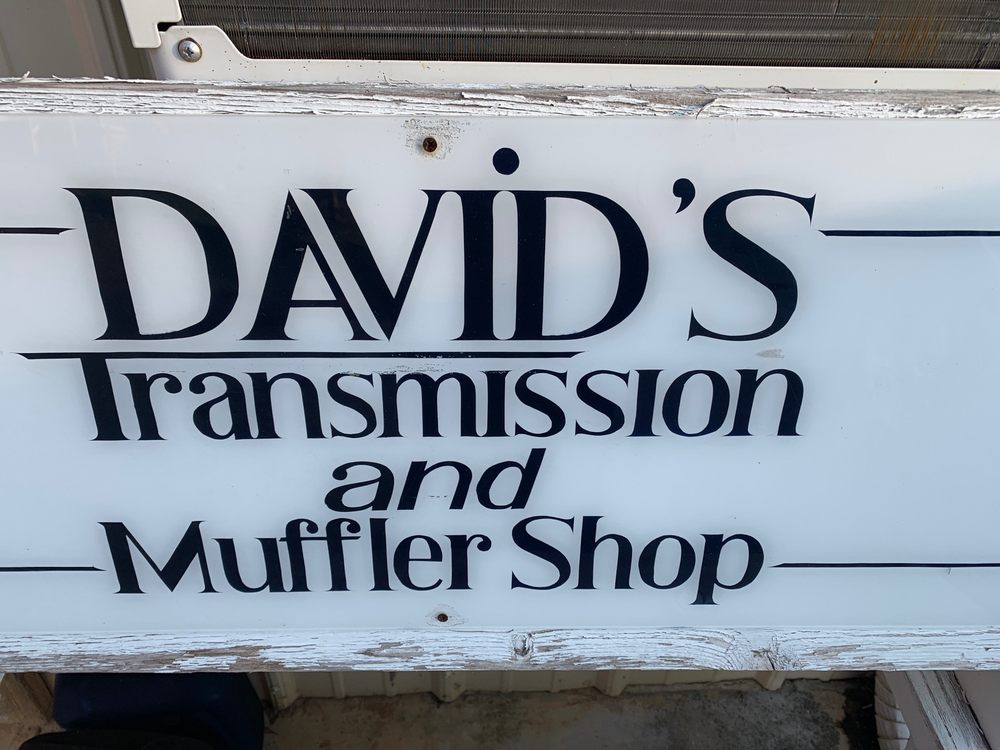 DAViD'S
Transmission
and
Muffler Shop